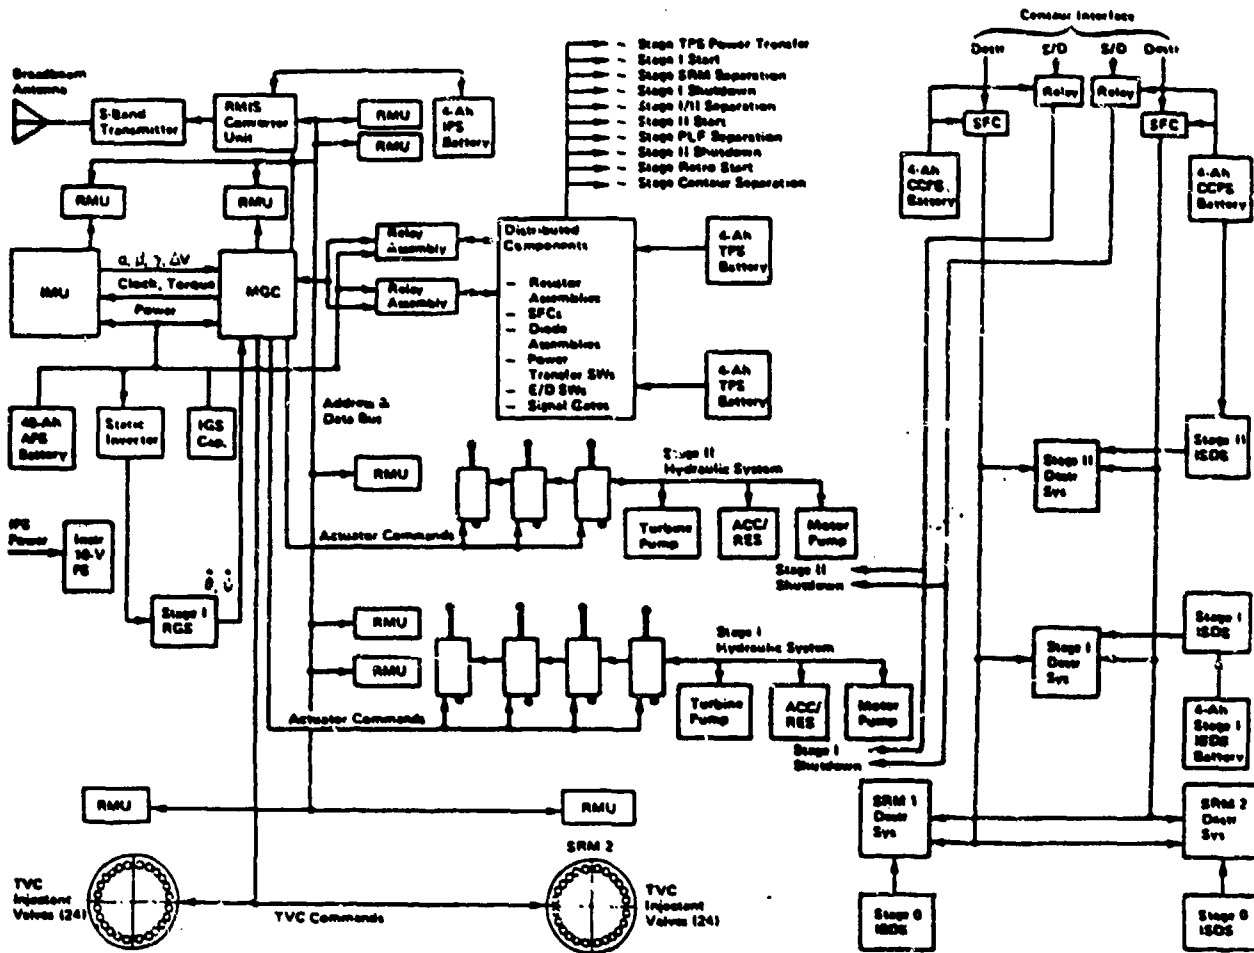 Contour Interface
Destr S/D S/D Destr
Relay
Relay
SFC
SFC
4-Ah
CCPS
Battery
4-Ah
CCPS
Battery
Broadbeam
Antenna
S-Band
Transmitter
RMIS
Converter
Unit
RMU
RMU
4-Ah
IPS
Battery
– Stage TPS Power Transfer
– Stage I Start
– Stage SRM Separation
– Stage I Shutdown
– Stage I/II Separation
– Stage II Start
– Stage PLF Separation
– Stage II Shutdown
– Stage Retro Start
– Stage Contour Separation
RMU
RMU
IMU
Clock, Torque
Power
MGC
Relay
Assembly
Relay
Assembly
Distributed
Components
– Resistor
Assemblies
– SFCs
– Diode
Assemblies
– Power
Transfer SWs
– E/D SWs
– Signal Gates
4-Ah
TPS
Battery
4-Ah
TPS
Battery
APS
Battery
Static
Invertor
IGS
Cap.
Address &
Data Bus
RMU
Stage II
Hydraulic System
Turbine
Pump
ACC/
RES
Motor
Pump
Actuator Commands
Stage II
Shutdown
Stage II
Destr
Sys
Stage II
ISDS
IPS
Power
Instr
10-V
PS
Stage I
RGS
RMU
RMU
Stage I
Hydraulic System
Turbine
Pump
ACC/
RES
Motor
Pump
Actuator Commands
Stage I
Shutdown
Stage I
Destr
Sys
Stage I
ISDS
4-Ah
Stage I
ISDS
Battery
RMU
RMU
SRM 2
TVC
Injectant
Valves (24)
TVC Commands
TVC
Injectant
Valves (24)
SRM 1
Destr
Sys
SRM 2
Destr
Sys
Stage 0
ISDS
Stage 0
ISDS